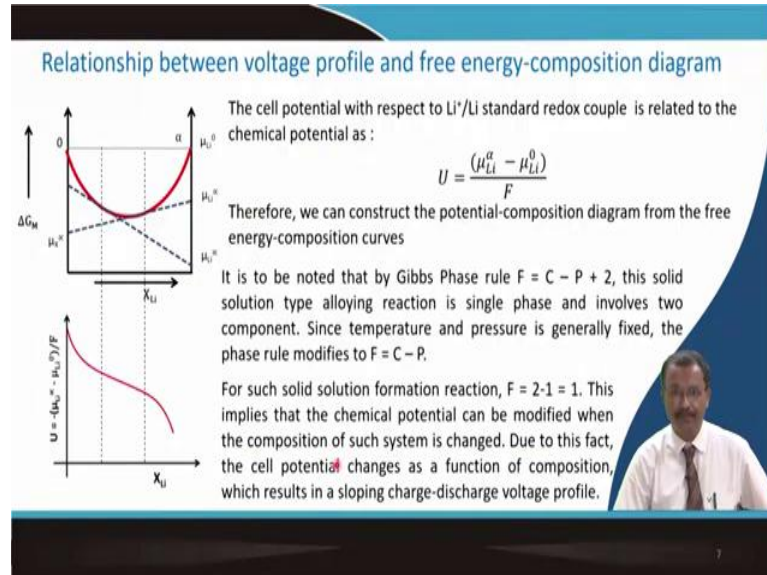 Relationship between voltage profile and free energy-composition diagram
The cell potential with respect to Li⁺/Li standard redox couple is related to the
chemical potential as :
U = (μ_Li^α − μ_Li^0) / F
Therefore, we can construct the potential-composition diagram from the free
energy-composition curves
It is to be noted that by Gibbs Phase rule F = C – P + 2, this solid
solution type alloying reaction is single phase and involves two
component. Since temperature and pressure is generally fixed, the
phase rule modifies to F = C – P.
For such solid solution formation reaction, F = 2-1 = 1. This
implies that the chemical potential can be modified when
the composition of such system is changed. Due to this fact,
the cell potential changes as a function of composition,
which results in a sloping charge-discharge voltage profile.
0
α
μ_Li^0
ΔG_M
μ_Li^α
μ_Li^α
X_Li
U = -(μ_Li^α - μ_Li^0)/F
X_Li
7